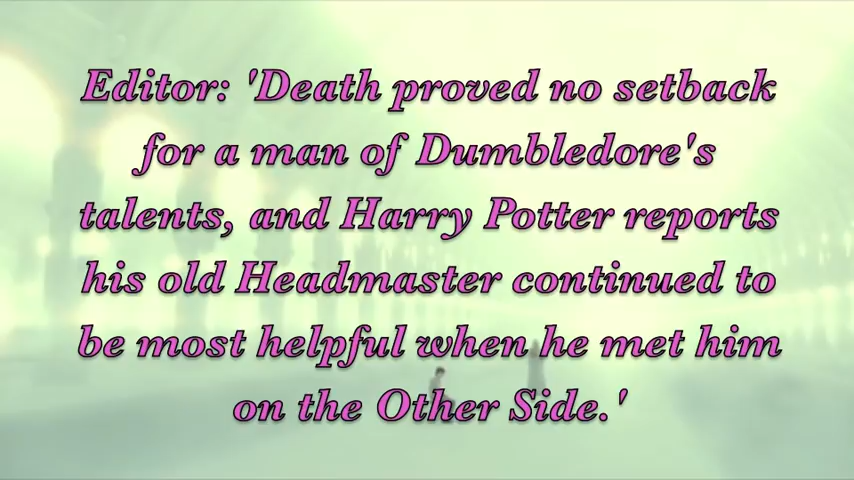 Editor: 'Death proved no setback
for a man of Dumbledore's
talents, and Harry Potter reports
his old Headmaster continued to
be most helpful when he met him
on the Other Side.'